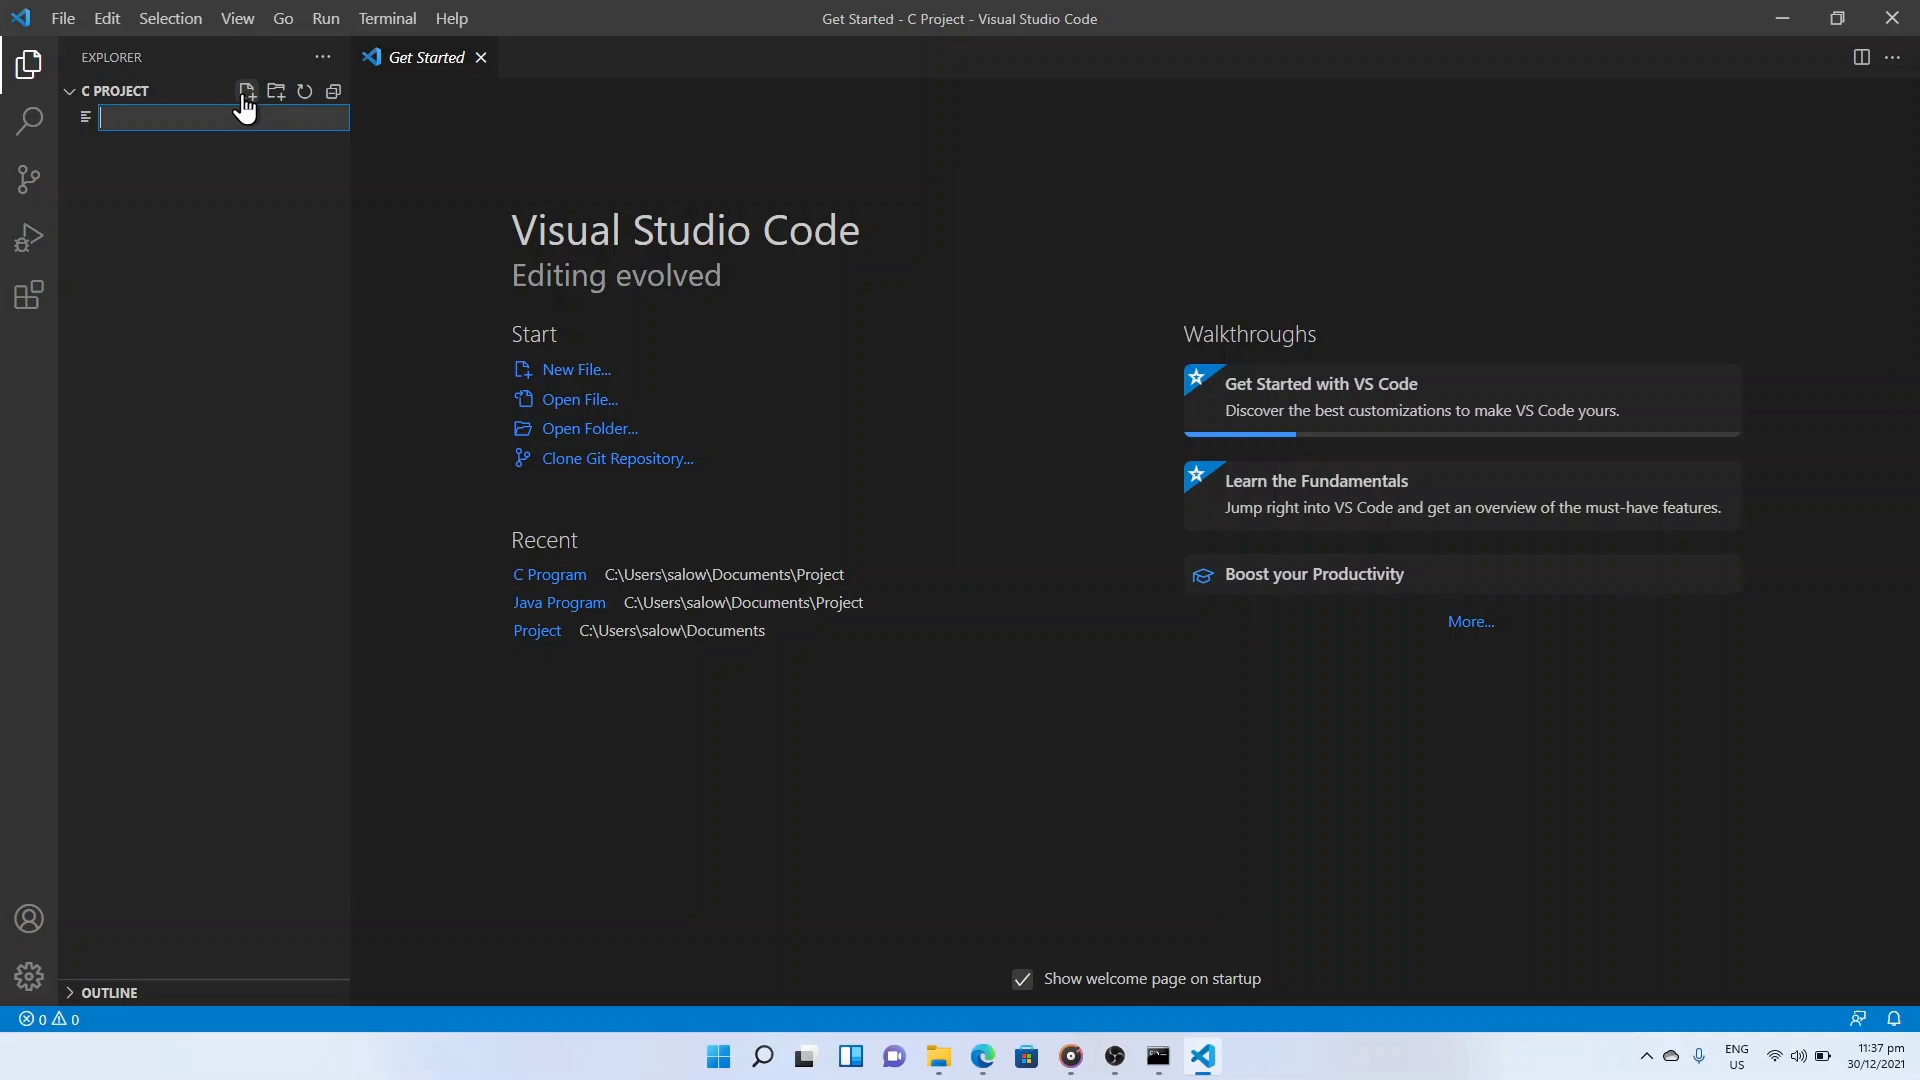 File Edit Selection View Go Run Terminal Help
Get Started - C Project - Visual Studio Code
EXPLORER
Get Started
C PROJECT
Visual Studio Code
Editing evolved
Start
New File...
Open File...
Open Folder...
Clone Git Repository...
Recent
C Program C:\Users\salow\Documents\Project
Java Program C:\Users\salow\Documents\Project
Project C:\Users\salow\Documents
Walkthroughs
Get Started with VS Code
Discover the best customizations to make VS Code yours.
Learn the Fundamentals
Jump right into VS Code and get an overview of the must-have features.
Boost your Productivity
More...
Show welcome page on startup
OUTLINE
0 0
ENG
US
11:37 pm
30/12/2021